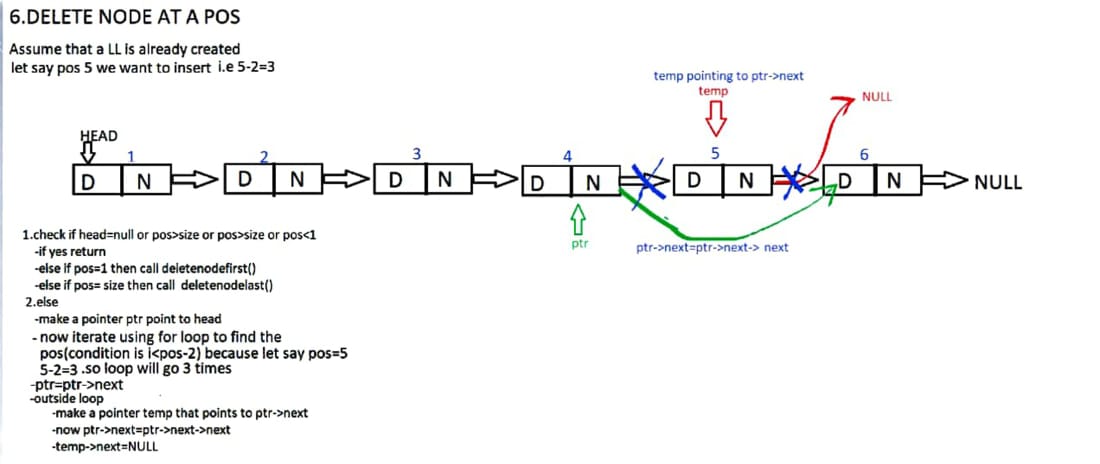 6.DELETE NODE AT A POS
Assume that a LL is already created
let say pos 5 we want to insert i.e 5-2=3
temp pointing to ptr->next
temp
NULL
HEAD
1
2
3
4
5
6
D N D N D N D N D N D N NULL
ptr
ptr->next=ptr->next-> next
1.check if head=null or pos>size or pos>size or pos<1
-if yes return
-else if pos=1 then call deletenodefirst()
-else if pos= size then call deletenodelast()
2.else
-make a pointer ptr point to head
- now iterate using for loop to find the
pos(condition is i<pos-2) because let say pos=5
5-2=3 .so loop will go 3 times
-ptr=ptr->next
-outside loop
-make a pointer temp that points to ptr->next
-now ptr->next=ptr->next->next
-temp->next=NULL